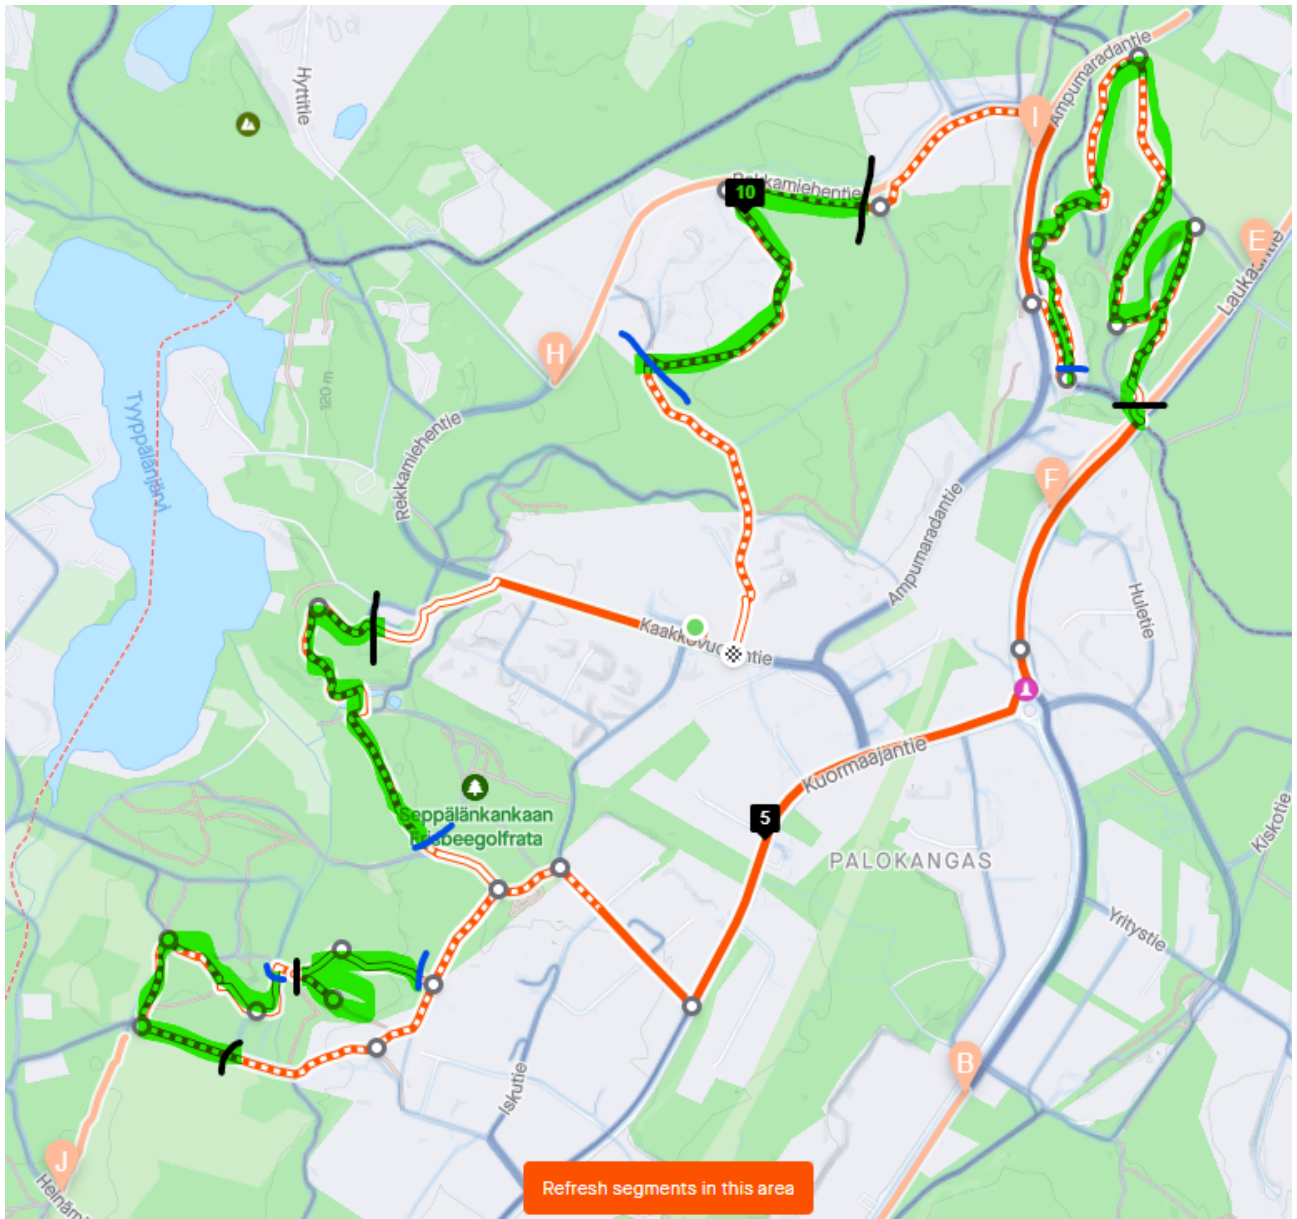 Ampumaradantie
Hyttitie
I
Rekkamiehentie
10
E
Laukaantie
H
120 m
Tyyppälänjärvi
Rekkamiehentie
F
Ampumaradantie
Huletie
Kaakkovuorentie
Kuormaajantie
Seppälänkankaan
frisbeegolfrata
5
PALOKANGAS
Kiskotie
Yritystie
Iskutie
B
J
Refresh segments in this area